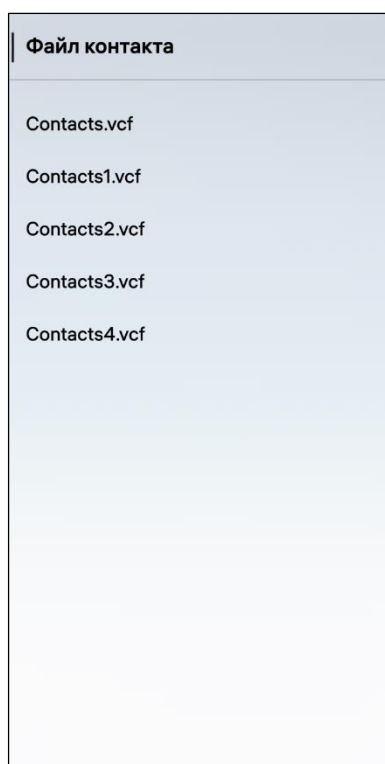 Файл контакта
Contacts.vcf
Contacts1.vcf
Contacts2.vcf
Contacts3.vcf
Contacts4.vcf